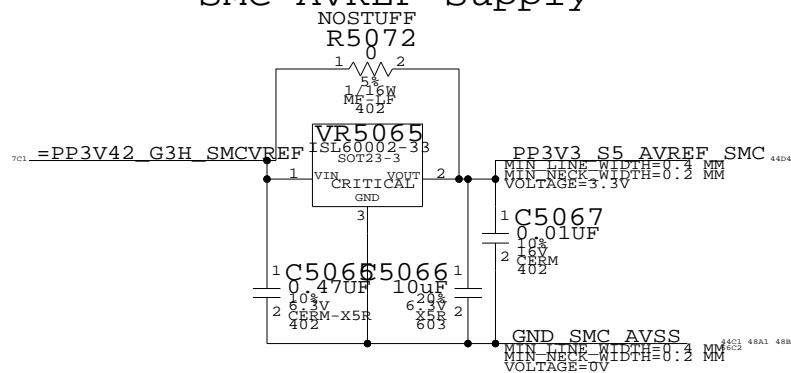 SMC AVREF Supply
NOSTUFF
R5072
0
1 2
5%
1/16W
MF-LF
402
VR5065
ISL60002-33
SOT23-3
7C1 =PP3V42_G3H_SMCVREF
PP3V3_S5_AVREF_SMC 44D4
MIN_LINE_WIDTH=0.4 MM
MIN_NECK_WIDTH=0.2 MM
VOLTAGE=3.3V
1 VIN VOUT 2
CRITICAL
GND
3
1 C5067
0.01UF
10%
16V
2 CERM
402
1 C5065
0.47UF
10%
6.3V
2 CERM-X5R
402
C5066 1
10uF
20%
6.3V
X5R 2
603
GND_SMC_AVSS 44C1 48A1 48B
MIN_LINE_WIDTH=0.4 MM
MIN_NECK_WIDTH=0.2 MM
VOLTAGE=0V